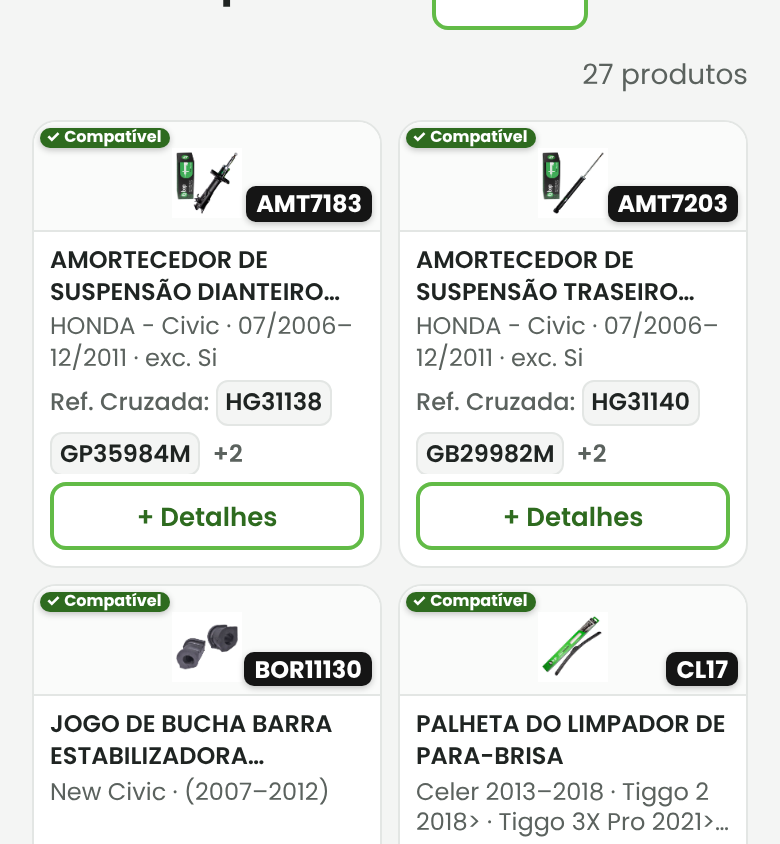 27 produtos
✓ Compatível
AMT7183
AMORTECEDOR DE
SUSPENSÃO DIANTEIRO...
HONDA - Civic · 07/2006–
12/2011 · exc. Si
Ref. Cruzada: HG31138
GP35984M +2
+ Detalhes
✓ Compatível
AMT7203
AMORTECEDOR DE
SUSPENSÃO TRASEIRO...
HONDA - Civic · 07/2006–
12/2011 · exc. Si
Ref. Cruzada: HG31140
GB29982M +2
+ Detalhes
✓ Compatível
BOR11130
JOGO DE BUCHA BARRA
ESTABILIZADORA...
New Civic · (2007–2012)
✓ Compatível
CL17
PALHETA DO LIMPADOR DE
PARA-BRISA
Celer 2013–2018 · Tiggo 2
2018> · Tiggo 3X Pro 2021>...